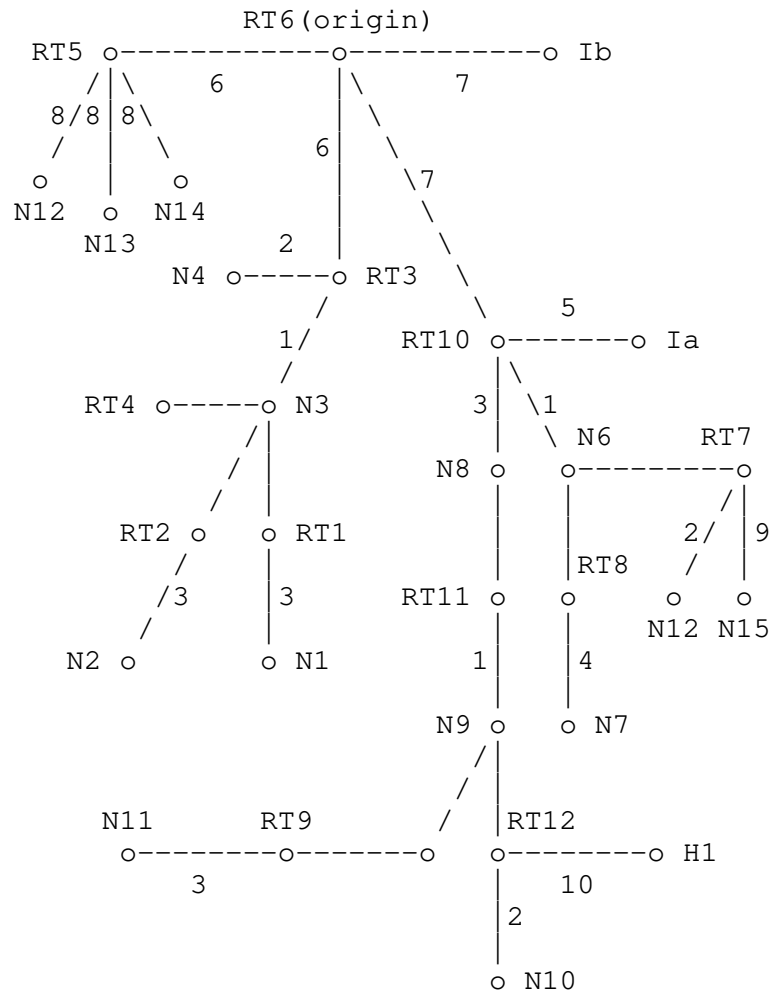 RT6(origin)
RT5 o------------o-----------o Ib
6 7
8/8|8\
6
7
N12 o N14
N13
2
N4 o-----o RT3
5
1/
RT10 o-------o Ia
RT4 o-----o N3
3 1
N6 RT7
N8 o o--------o
RT2 o o RT1
2/ 9
RT8
3 3
RT11 o o
N12 N15
N2 o o N1
1 4
N9 o o N7
N11 RT9 RT12
o--------o-------o o--------o H1
3 10
2
o N10